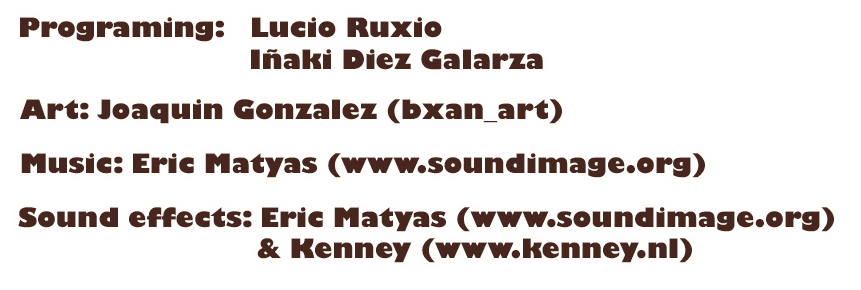 Programing: Lucio Ruxio
Iñaki Diez Galarza
Art: Joaquin Gonzalez (bxan_art)
Music: Eric Matyas (www.soundimage.org)
Sound effects: Eric Matyas (www.soundimage.org)
& Kenney (www.kenney.nl)